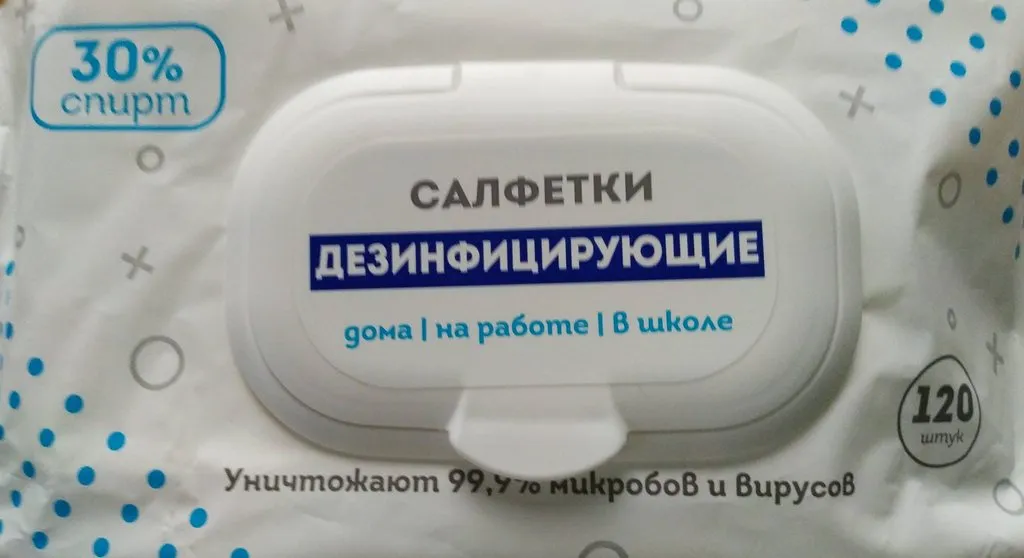 30%
спирт
САЛФЕТКИ
ДЕЗИНФИЦИРУЮЩИЕ
дома | на работе | в школе
120
штук
Уничтожают 99,9% микробов и вирусов